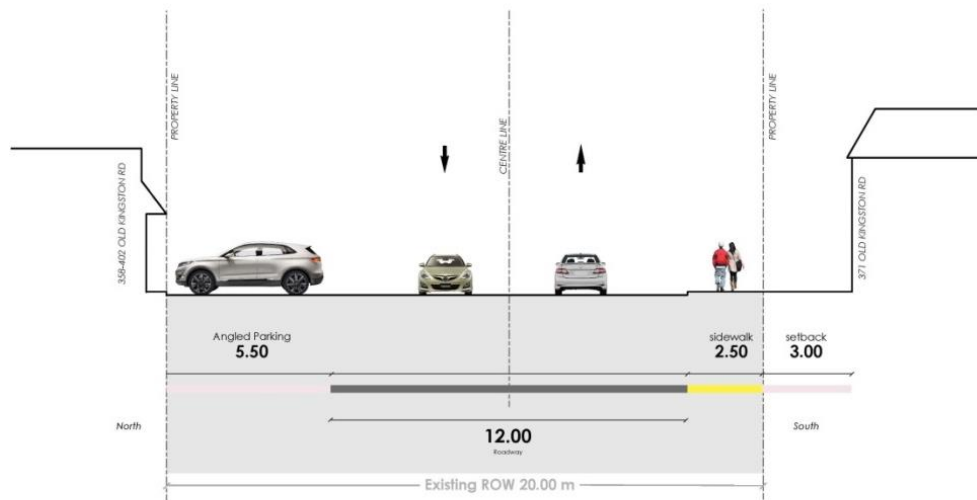 PROPERTY LINE
CENTRE LINE
PROPERTY LINE
358-402 OLD KINGSTON RD
371 OLD KINGSTON RD
Angled Parking
5.50
sidewalk
2.50
setback
3.00
North
12.00
Roadway
South
Existing ROW 20.00 m